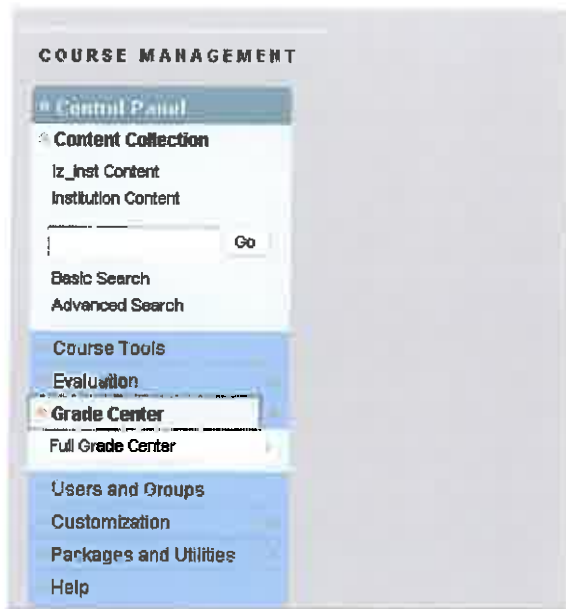 COURSE MANAGEMENT
Control Panel
Content Collection
lz_inst Content
Institution Content
Go
Basic Search
Advanced Search
Course Tools
Evaluation
Grade Center
Full Grade Center
Users and Groups
Customization
Packages and Utilities
Help